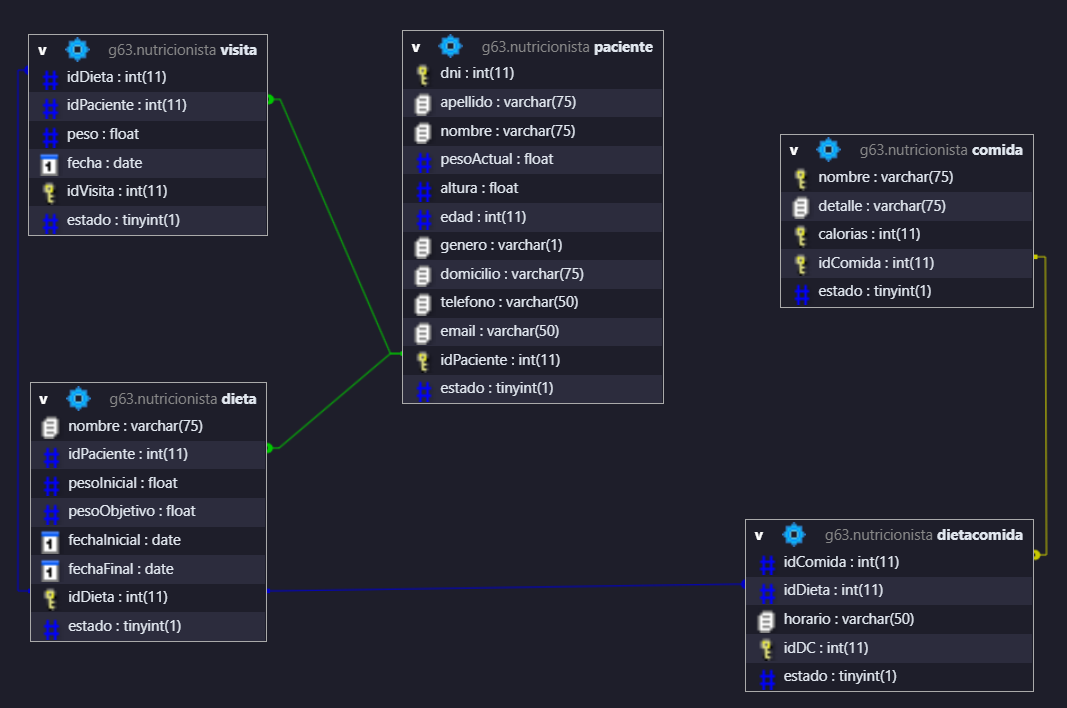 v g63.nutricionista visita
idDieta : int(11)
idPaciente : int(11)
peso : float
fecha : date
idVisita : int(11)
estado : tinyint(1)
v g63.nutricionista paciente
dni : int(11)
apellido : varchar(75)
nombre : varchar(75)
pesoActual : float
altura : float
edad : int(11)
genero : varchar(1)
domicilio : varchar(75)
telefono : varchar(50)
email : varchar(50)
idPaciente : int(11)
estado : tinyint(1)
v g63.nutricionista comida
nombre : varchar(75)
detalle : varchar(75)
calorias : int(11)
idComida : int(11)
estado : tinyint(1)
v g63.nutricionista dieta
nombre : varchar(75)
idPaciente : int(11)
pesoInicial : float
pesoObjetivo : float
fechaInicial : date
fechaFinal : date
idDieta : int(11)
estado : tinyint(1)
v g63.nutricionista dietacomida
idComida : int(11)
idDieta : int(11)
horario : varchar(50)
idDC : int(11)
estado : tinyint(1)